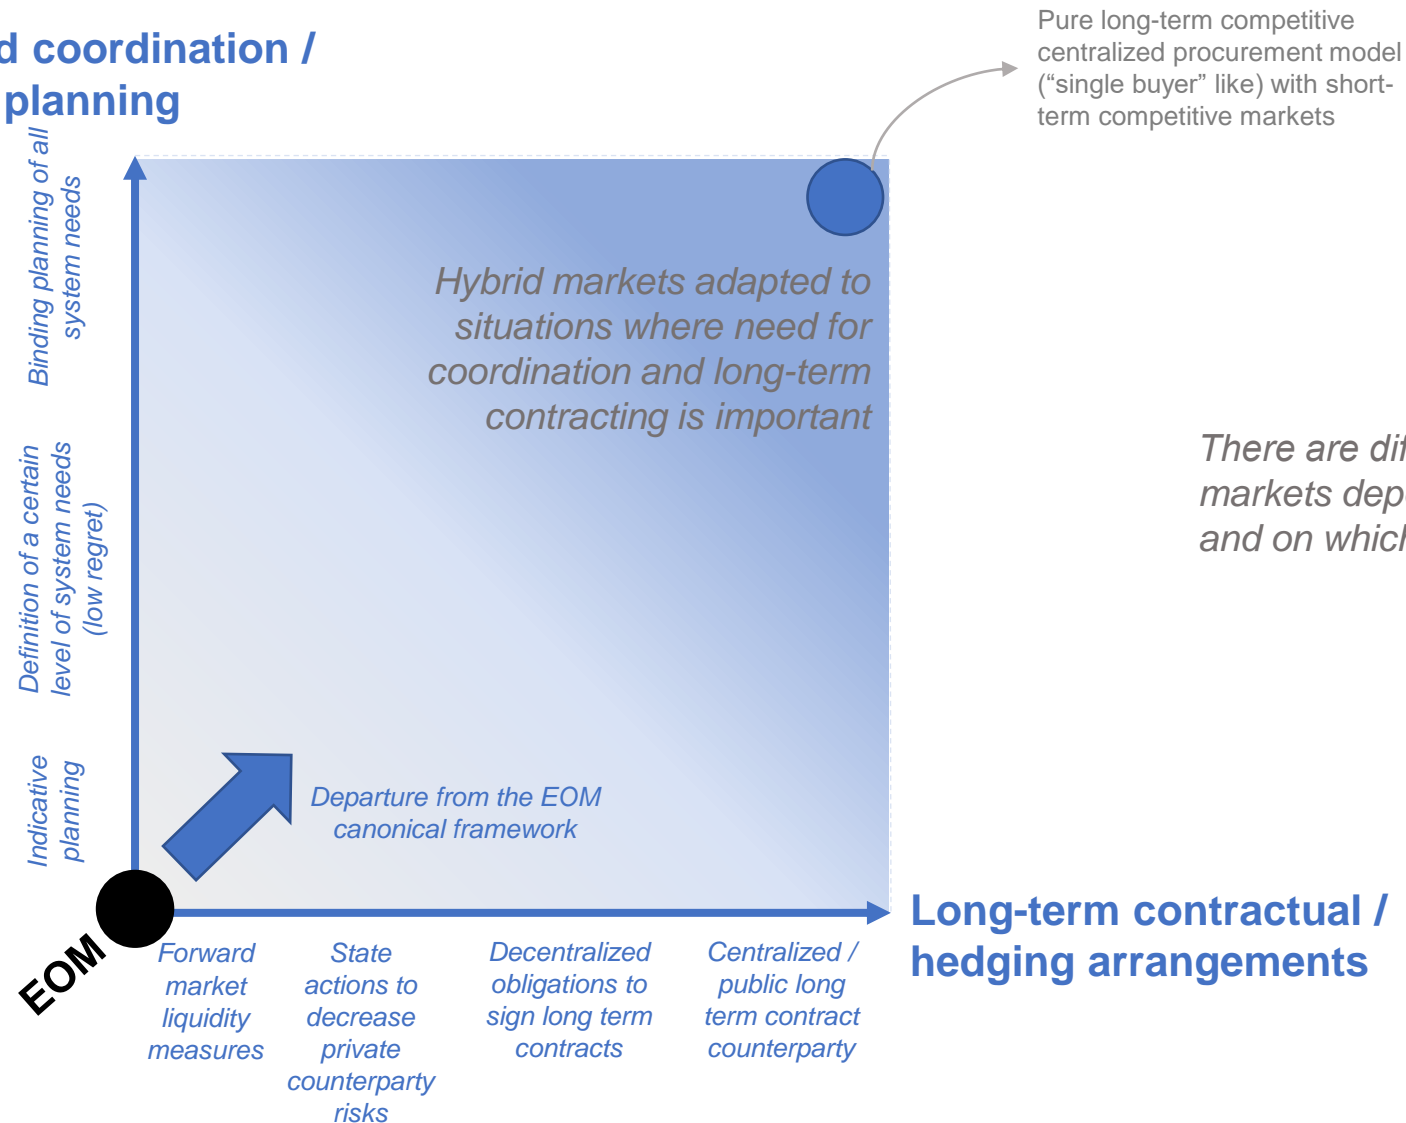 d coordination /
planning
Pure long-term competitive
centralized procurement model
(“single buyer” like) with short-
term competitive markets
Binding planning of all
system needs
Definition of a certain
level of system needs
(low regret)
Indicative
planning
Hybrid markets adapted to
situations where need for
coordination and long-term
contracting is important
There are dif
markets dep
and on which
Departure from the EOM
canonical framework
EOM
Long-term contractual /
hedging arrangements
Forward
market
liquidity
measures
State
actions to
decrease
private
counterparty
risks
Decentralized
obligations to
sign long term
contracts
Centralized /
public long
term contract
counterparty